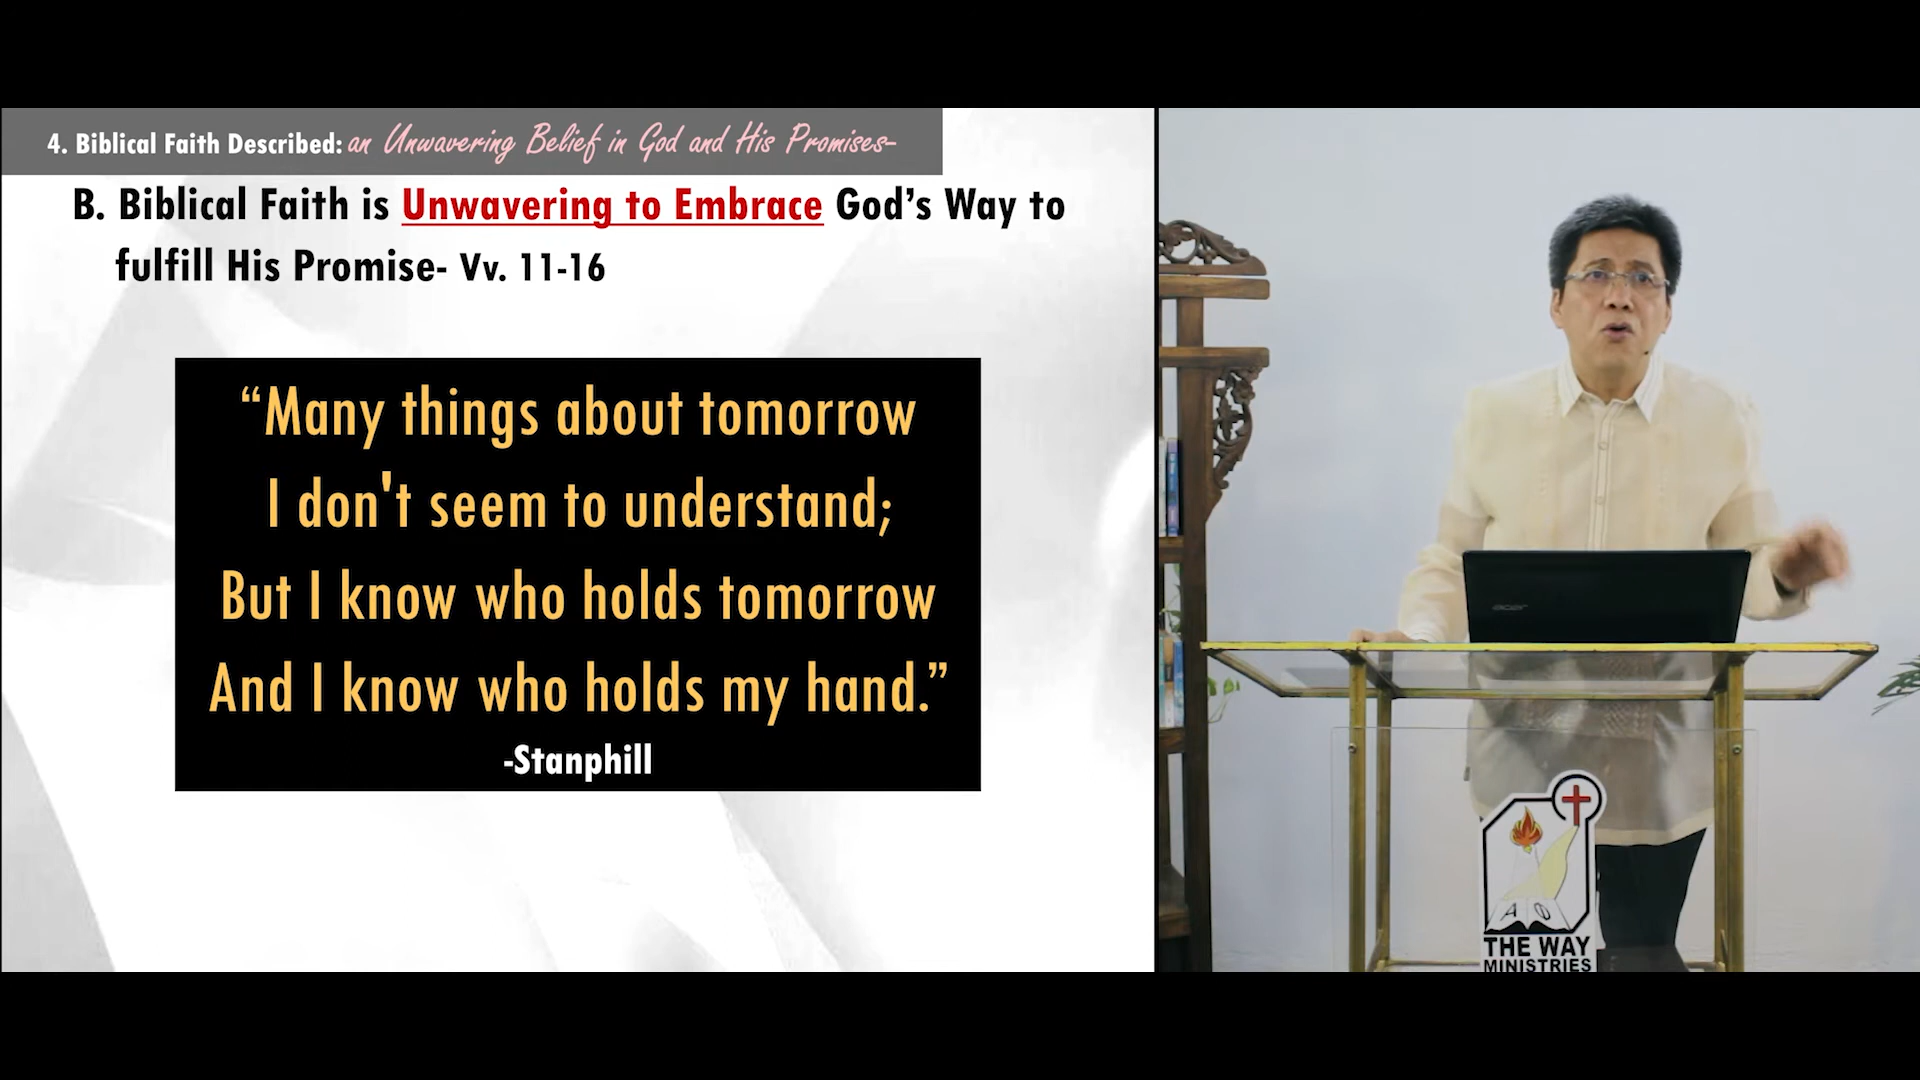 4. Biblical Faith Described: an Unwavering Belief in God and His Promises-
B. Biblical Faith is Unwavering to Embrace God’s Way to
fulfill His Promise- Vv. 11-16
“Many things about tomorrow
I don't seem to understand;
But I know who holds tomorrow
And I know who holds my hand.”
-Stanphill
acer
THE WAY
MINISTRIES